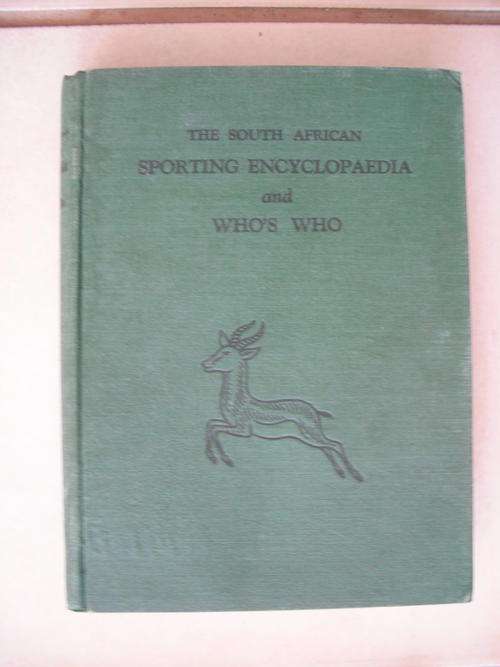 THE SOUTH AFRICAN
SPORTING ENCYCLOPAEDIA
and
WHO'S WHO